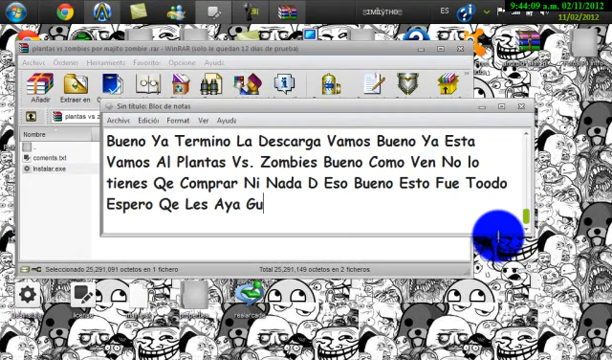 9:44:09 a.m. 02/11/2012
ES
11/02/2012
plantas vs zombies por majito zombie.rar - WinRAR (solo le quedan 12 días de prueba)
Archivo Órdenes Herramientas Favoritos Opciones Ayuda
Añadir Extraer en
plantas vs z
Sin título: Bloc de notas
Archivo Edición Formato Ver Ayuda
Bueno Ya Termino La Descarga Vamos Bueno Ya Esta
Vamos Al Plantas Vs. Zombies Bueno Como Ven No lo
tienes Qe Comprar Ni Nada D Eso Bueno Esto Fue Toodo
Espero Qe Les Aya Gu
Nombre
..
coments.txt
Instalar.exe
Seleccionado 25,291,091 octetos en 1 fichero
Total 25,291,149 octetos en 2 ficheros